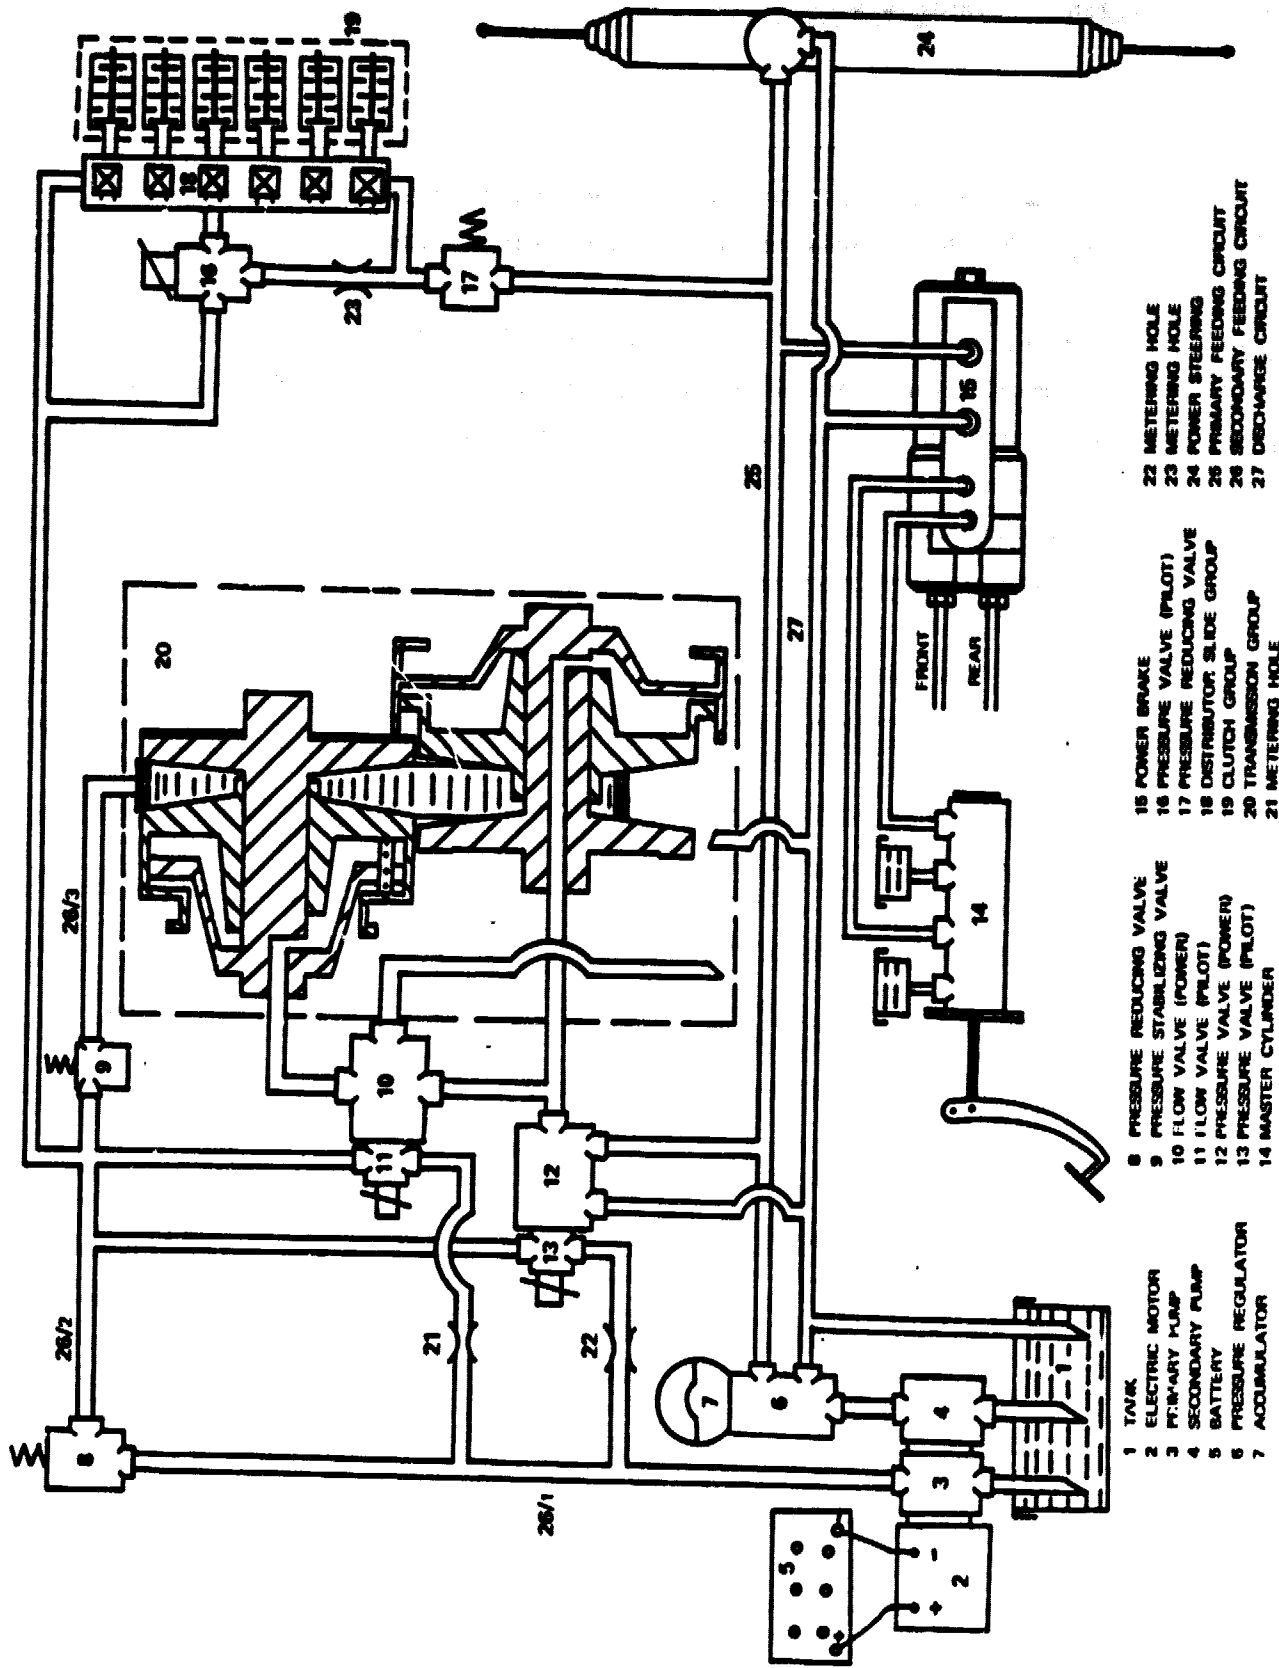 1 TANK
2 ELECTRIC MOTOR
3 PRIMARY PUMP
4 SECONDARY PUMP
5 BATTERY
6 PRESSURE REGULATOR
7 ACCUMULATOR
8 PRESSURE REDUCING VALVE
9 PRESSURE STABILIZING VALVE
10 FLOW VALVE (POWER)
11 FLOW VALVE (PILOT)
12 PRESSURE VALVE (POWER)
13 PRESSURE VALVE (PILOT)
14 MASTER CYLINDER
15 POWER BRAKE
16 PRESSURE VALVE (PILOT)
17 PRESSURE REDUCING VALVE
18 DISTRIBUTOR SLIDE GROUP
19 CLUTCH GROUP
20 TRANSMISSION GROUP
21 METERING HOLE
22 METERING HOLE
23 METERING HOLE
24 POWER STEERING
25 PRIMARY FEEDING CIRCUIT
26 SECONDARY FEEDING CIRCUIT
27 DISCHARGE CIRCUIT
26/1
26/2
26/3
8
9
21
22
11
10
13
12
20
23
16
17
18
19
24
25
27
7
6
4
3
1
5
+
+
-
2
14
15
FRONT
REAR